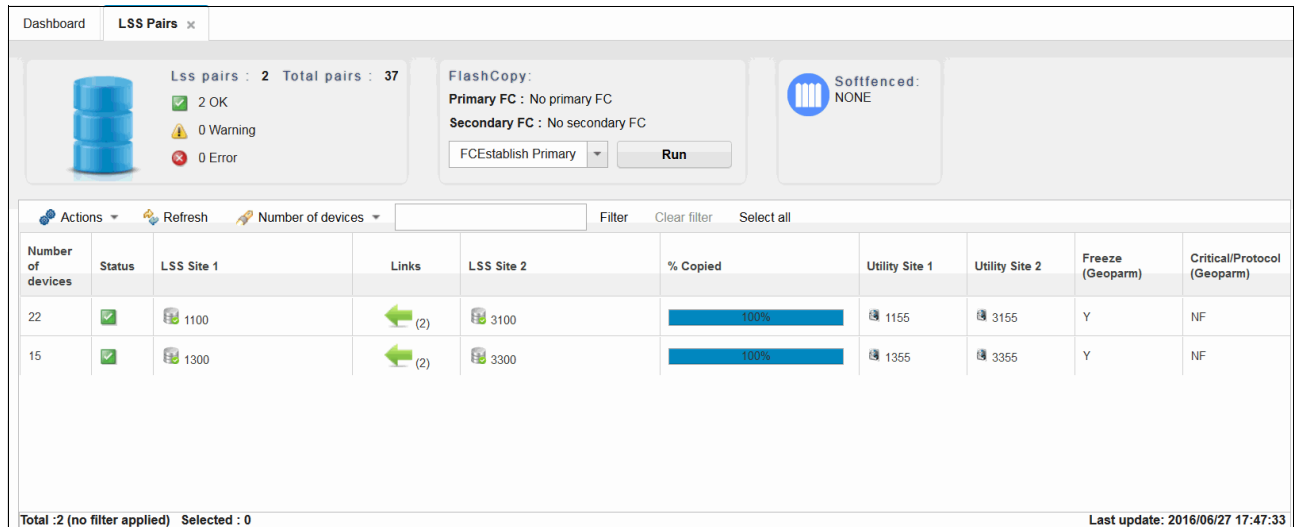 Dashboard LSS Pairs ×
Lss pairs : 2 Total pairs : 37
2 OK
0 Warning
0 Error
FlashCopy:
Primary FC : No primary FC
Secondary FC : No secondary FC
FCEstablish Primary Run
Softfenced:
NONE
Actions Refresh Number of devices Filter Clear filter Select all
Number of devices Status LSS Site 1 Links LSS Site 2 % Copied Utility Site 1 Utility Site 2 Freeze (Geoparm) Critical/Protocol (Geoparm)
22 1100 (2) 3100 100% 1155 3155 Y NF
15 1300 (2) 3300 100% 1355 3355 Y NF
Total :2 (no filter applied) Selected : 0 Last update: 2016/06/27 17:47:33